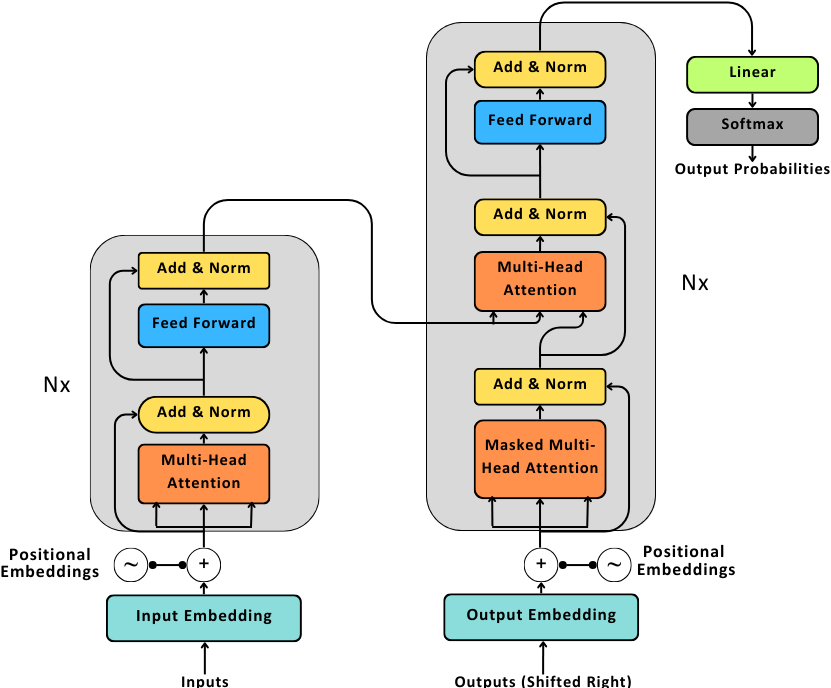 Add & Norm
Feed Forward
Add & Norm
Multi-Head
Attention
Add & Norm
Masked Multi-
Head Attention
Nx
Linear
Softmax
Output Probabilities
Add & Norm
Feed Forward
Add & Norm
Multi-Head
Attention
Nx
Positional
Embeddings
~
+
Input Embedding
Inputs
+
~
Positional
Embeddings
Output Embedding
Outputs (Shifted Right)